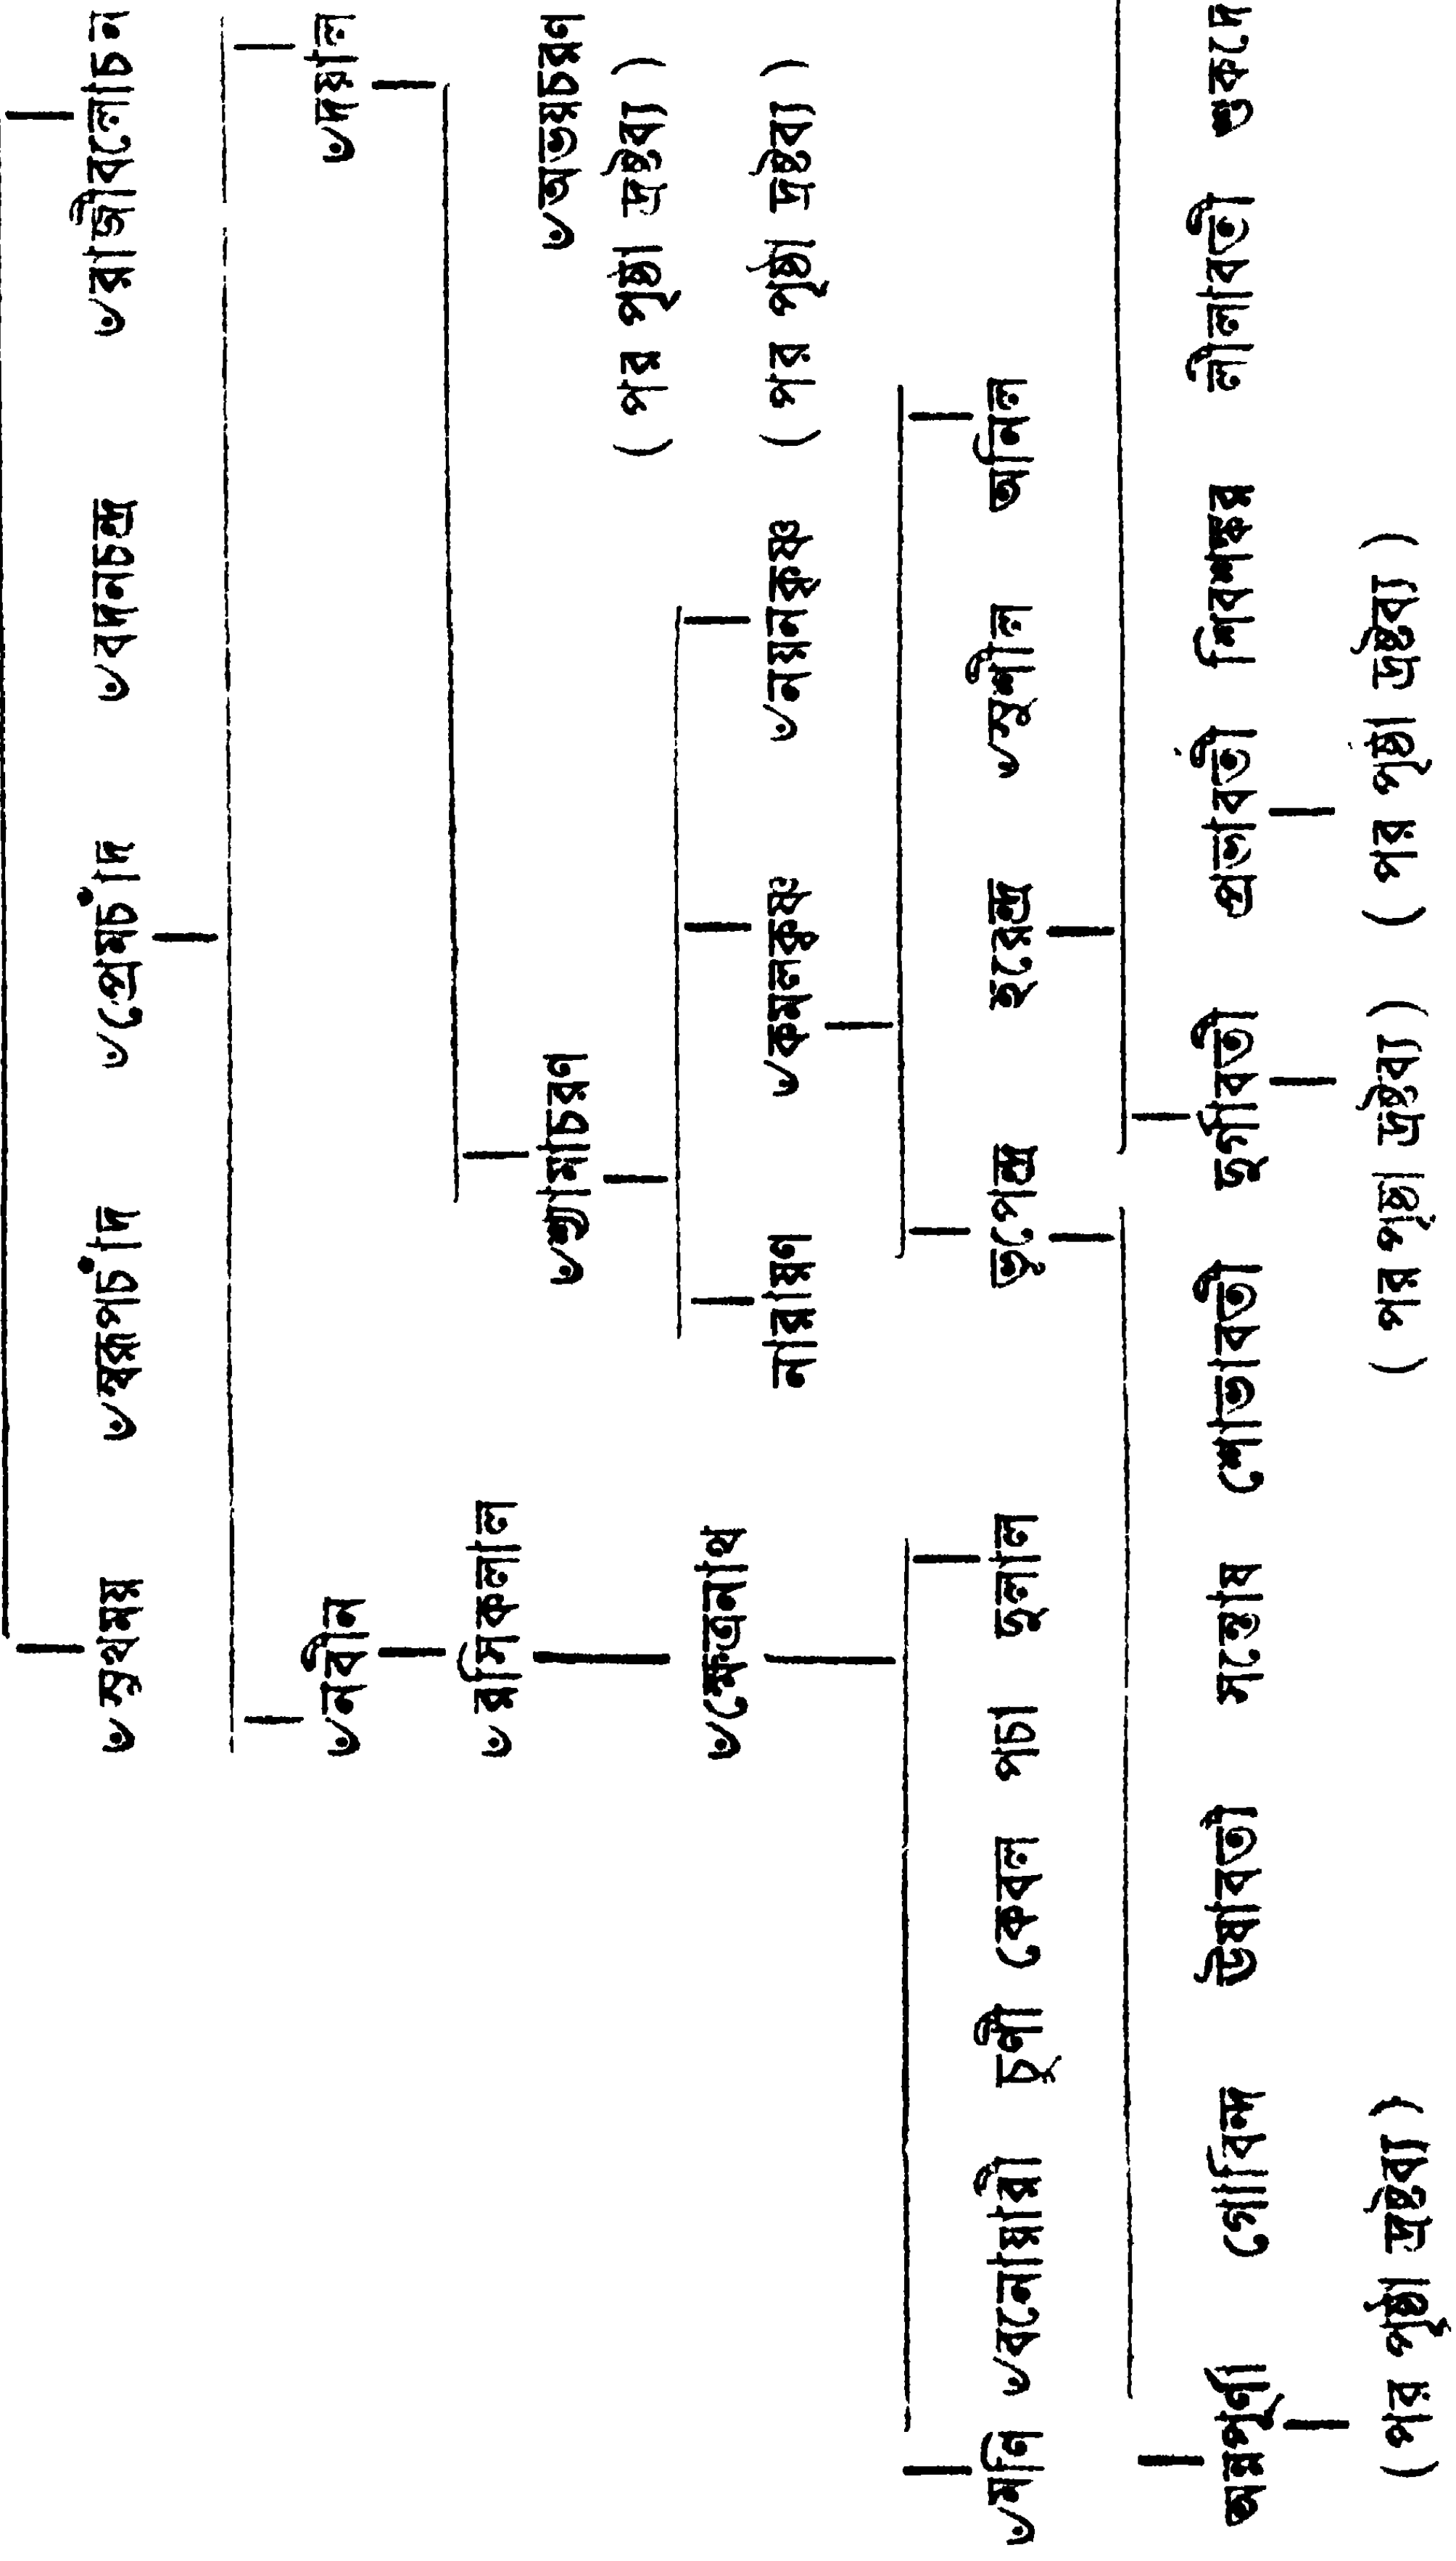 ৺সুখময় ৺স্বরূপচাঁদ ৺প্রেমচাঁদ ৺বদনচন্দ্র ৺রাজীবলোচন
৺নবীন ৺দয়াল
৺রসিকলাল
৺শ্যামাচরণ ৺অভয়চরণ
( পর পৃষ্ঠা দ্রষ্টব্য )
৺ক্ষেত্রনাথ
নারায়ণ ৺কমলকৃষ্ণ ৺নয়নকৃষ্ণ ( পর পৃষ্ঠা দ্রষ্টব্য )
৺মণি ৺বনোয়ারী চুণী কেবল পচা দুলাল ভূপেন্দ্র হরেন্দ্র ৺সুশীল অনিল
অন্নপূর্ণা গোবিন্দ ঊষাবতী সন্তোষ শোভাবতী দুর্গাবতী প্রভাবতী শিবশঙ্কর লীলাবতী শুকদে
( পর পৃষ্ঠা দ্রষ্টব্য ) ( পর পৃষ্ঠা দ্রষ্টব্য ) ( পর পৃষ্ঠা দ্রষ্টব্য )